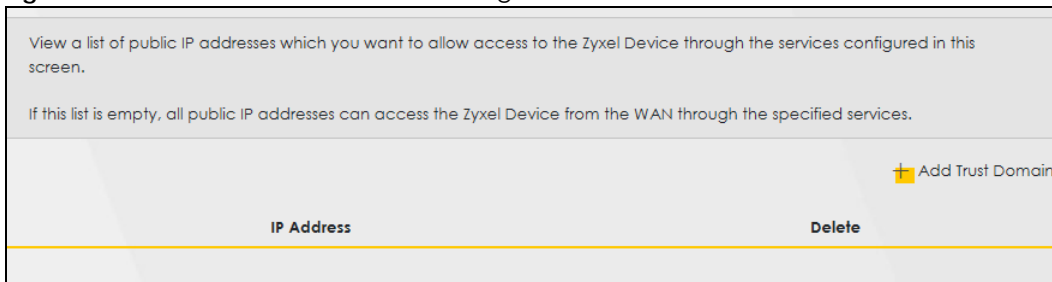 View a list of public IP addresses which you want to allow access to the Zyxel Device through the services configured in this
screen.
If this list is empty, all public IP addresses can access the Zyxel Device from the WAN through the specified services.
+ Add Trust Domain
IP Address Delete